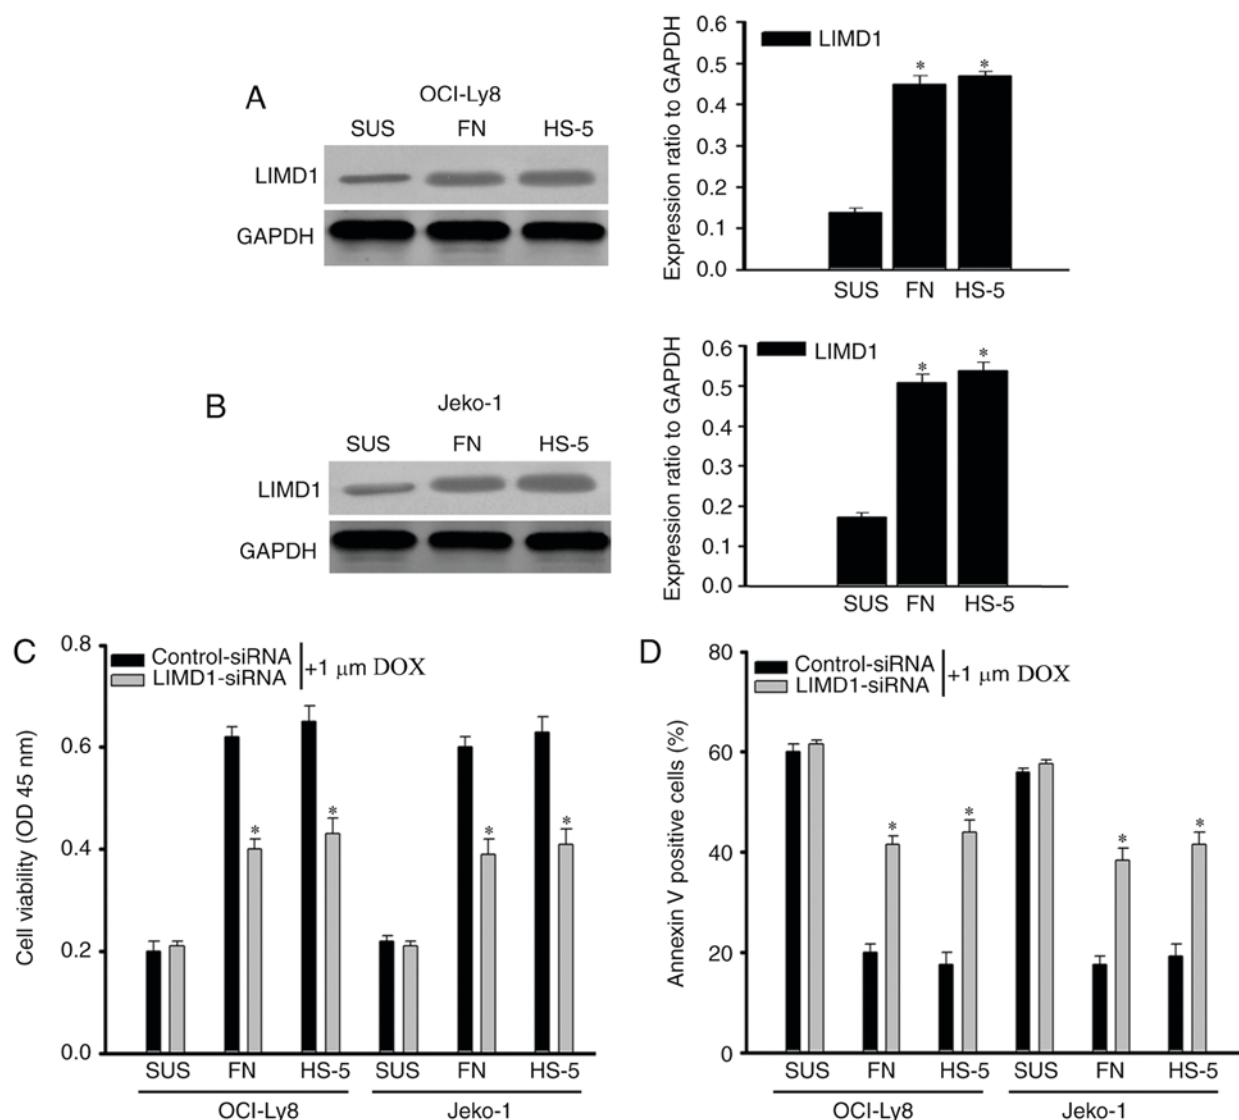 A
OCI-Ly8
SUS FN HS-5
LIMD1
GAPDH
Expression ratio to GAPDH
0.6
0.5
0.4
0.3
0.2
0.1
0.0
LIMD1
* *
SUS FN HS-5
B
Jeko-1
SUS FN HS-5
LIMD1
GAPDH
Expression ratio to GAPDH
0.6
0.5
0.4
0.3
0.2
0.1
0.0
LIMD1
* *
SUS FN HS-5
C
Cell viability (OD 45 nm)
0.8
0.6
0.4
0.2
0.0
Control-siRNA
LIMD1-siRNA
+1 μm DOX
* * * *
SUS FN HS-5 SUS FN HS-5
OCI-Ly8 Jeko-1
D
Annexin V positive cells (%)
80
60
40
20
0
Control-siRNA
LIMD1-siRNA
+1 μm DOX
* * * *
SUS FN HS-5 SUS FN HS-5
OCI-Ly8 Jeko-1